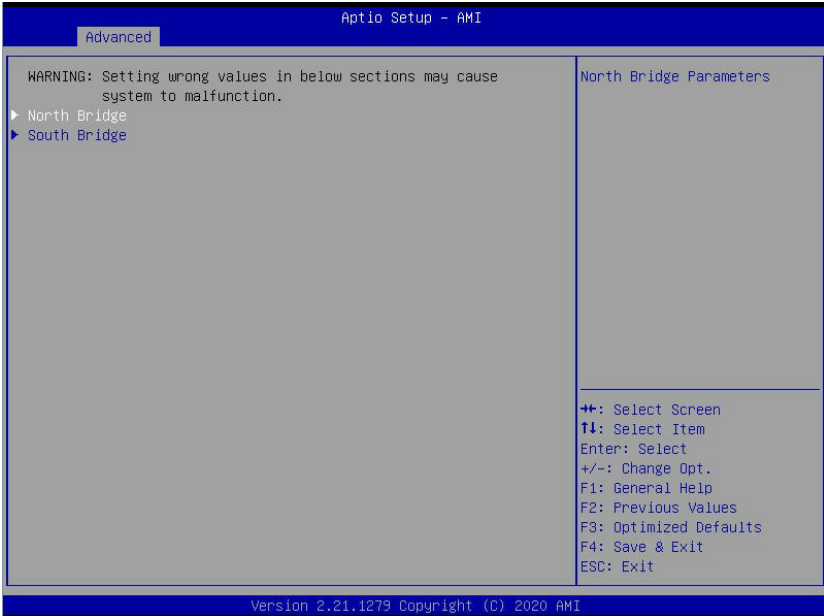 Aptio Setup – AMI
Advanced
WARNING: Setting wrong values in below sections may cause
system to malfunction.
▶ North Bridge
▶ South Bridge
North Bridge Parameters
→←: Select Screen
↑↓: Select Item
Enter: Select
+/-: Change Opt.
F1: General Help
F2: Previous Values
F3: Optimized Defaults
F4: Save & Exit
ESC: Exit
Version 2.21.1279 Copyright (C) 2020 AMI